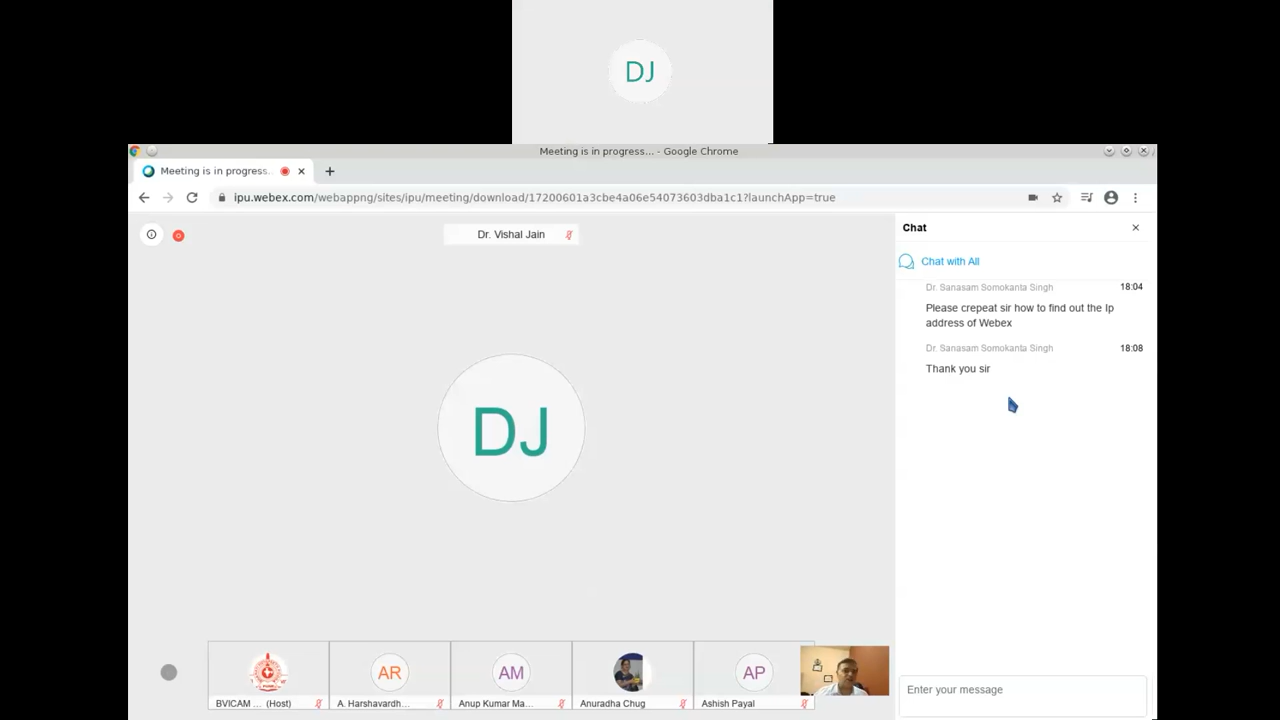 DJ
Meeting is in progress... - Google Chrome
Meeting is in progress.
ipu.webex.com/webappng/sites/ipu/meeting/download/17200601a3cbe4a06e54073603dba1c1?launchApp=true
Dr. Vishal Jain
DJ
BVICAM ... (Host)
AR
A. Harshavardh...
AM
Anup Kumar Ma...
Anuradha Chug
AP
Ashish Payal
Chat
Chat with All
Dr. Sanasam Somokanta Singh 18:04
Please crepeat sir how to find out the Ip
address of Webex
Dr. Sanasam Somokanta Singh 18:08
Thank you sir
Enter your message